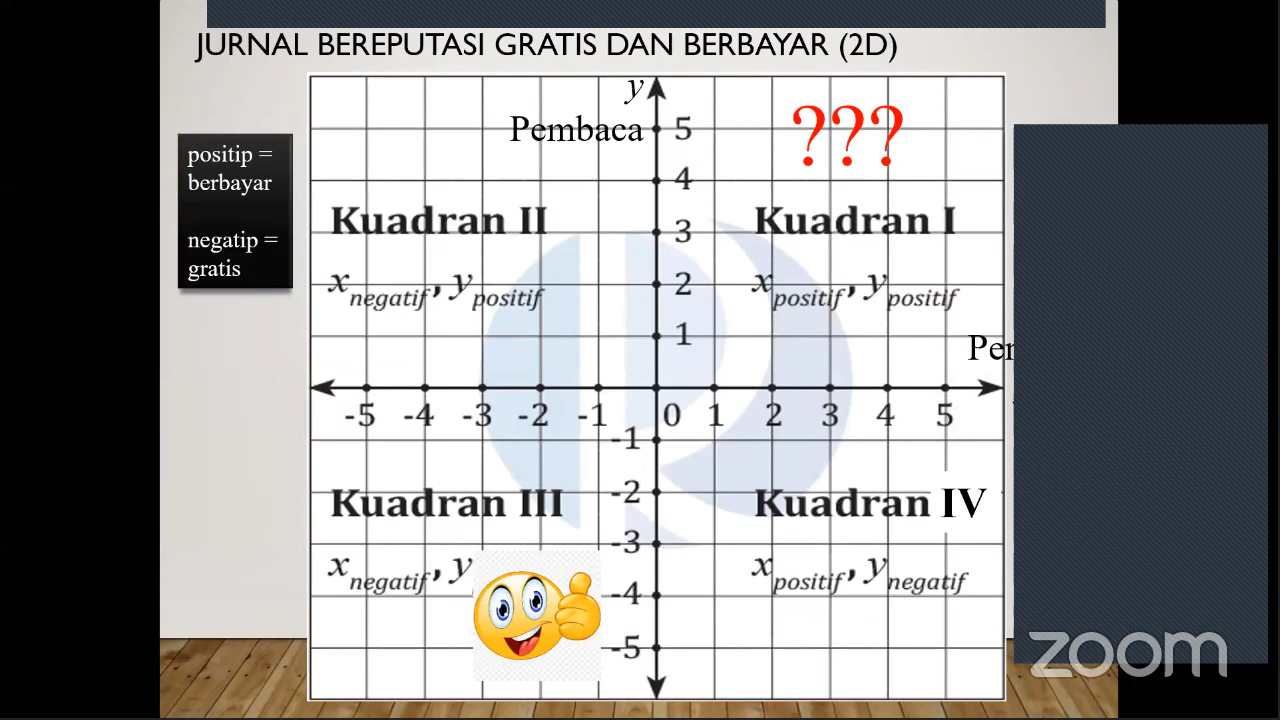 JURNAL BEREPUTASI GRATIS DAN BERBAYAR (2D)
positip =
berbayar
negatip =
gratis
y
Pembaca
5
???
4
Kuadran II
3
Kuadran I
x negatif, y positif
2
x positif, y positif
1
-5 -4 -3 -2 -1 0 1 2 3 4 5
-1
Kuadran III
-2
Kuadran IV
-3
x negatif, y
x positif, y negatif
-4
-5
zoom